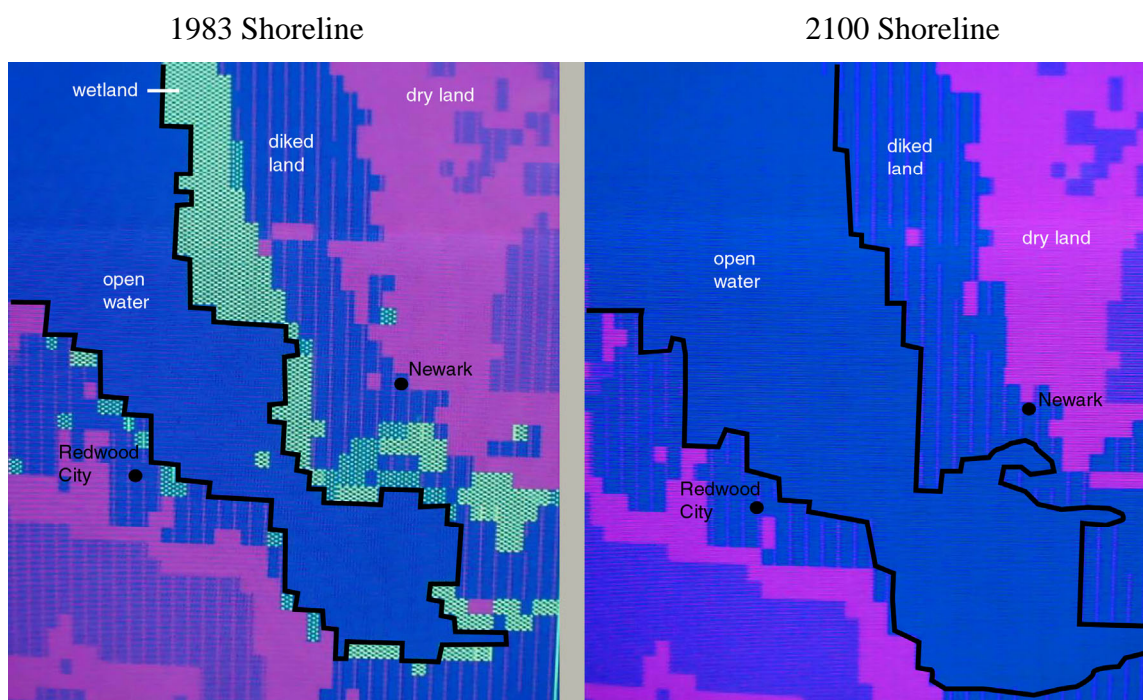 1983 Shoreline
2100 Shoreline
wetland
dry land
diked
land
open
water
Newark
Redwood
City
diked
land
dry land
open
water
Newark
Redwood
City